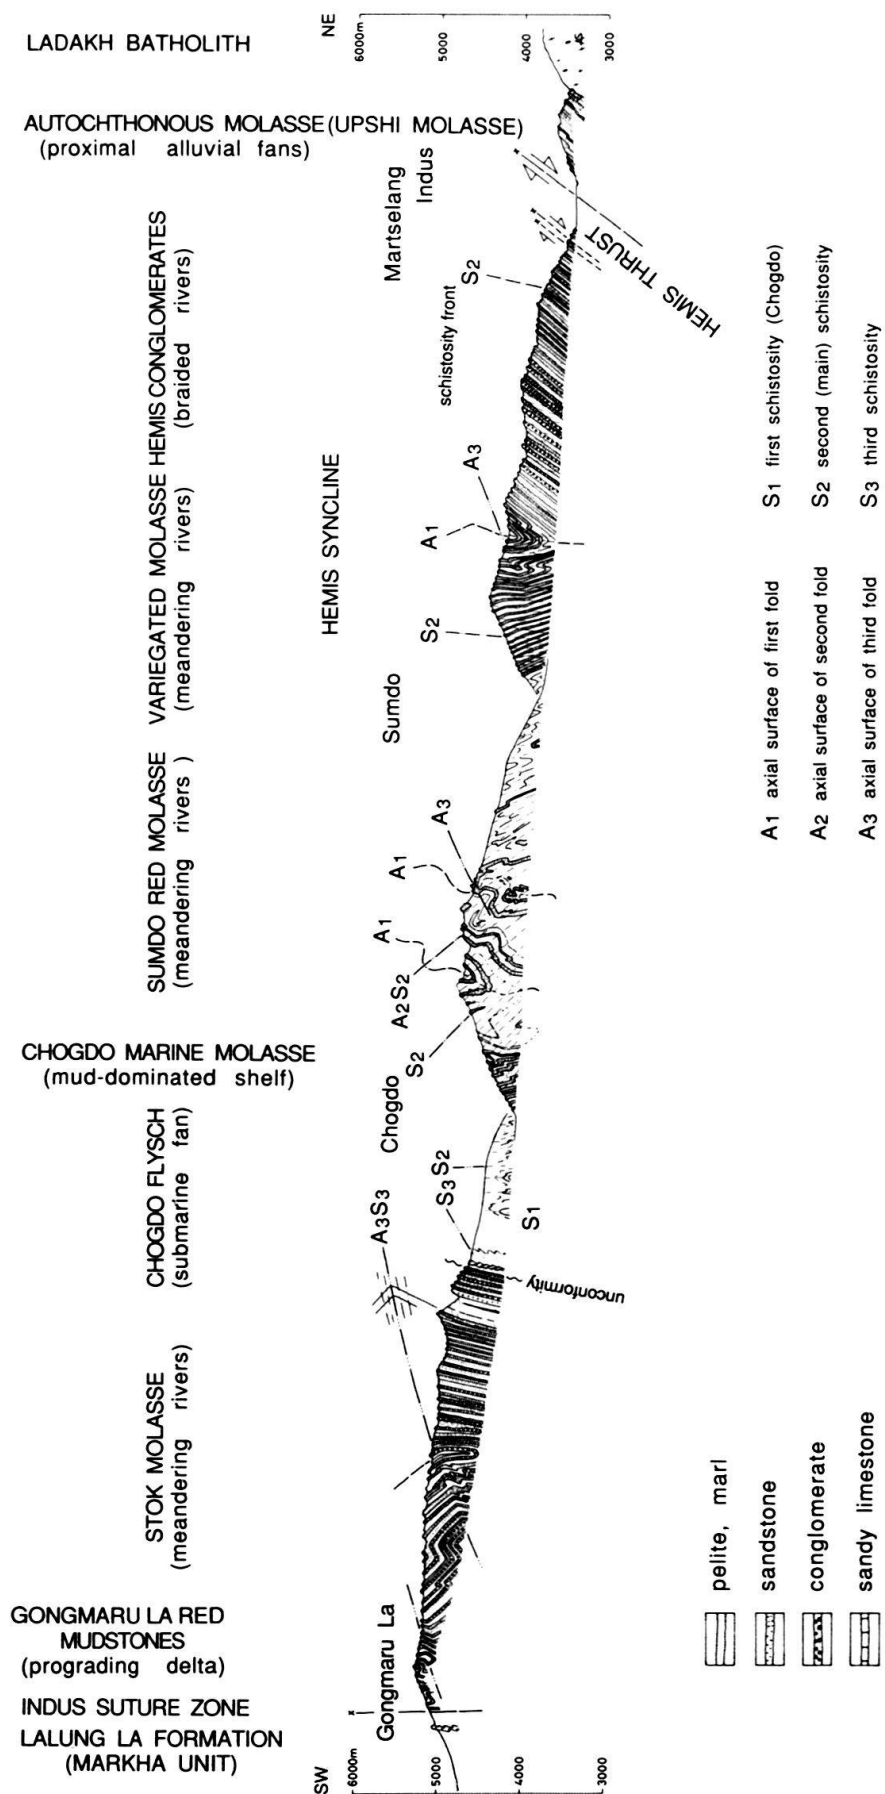 LADAKH BATHOLITH
AUTOCHTHONOUS MOLASSE (UPSHI MOLASSE)
(proximal alluvial fans)
HEMIS CONGLOMERATES
(braided rivers)
VARIEGATED MOLASSE
(meandering rivers)
SUMDO RED MOLASSE
(meandering rivers )
CHOGDO MARINE MOLASSE
(mud-dominated shelf)
CHOGDO FLYSCH
(submarine fan)
STOK MOLASSE
(meandering rivers)
GONGMARU LA RED
MUDSTONES
(prograding delta)
INDUS SUTURE ZONE
LALUNG LA FORMATION
(MARKHA UNIT)
NE
6000m
5000
4000
3000
Martselang
Indus
HEMIS THRUST
S2
schistosity front
HEMIS SYNCLINE
A3
A1
S2
Sumdo
A3
A1
A1
A2S2
S2
Chogdo
S2
S3
S1
A3S3
unconformity
Gongmaru La
SW
6000m
5000
4000
3000
A1 axial surface of first fold
A2 axial surface of second fold
A3 axial surface of third fold
S1 first schistosity (Chogdo)
S2 second (main) schistosity
S3 third schistosity
pelite, marl
sandstone
conglomerate
sandy limestone